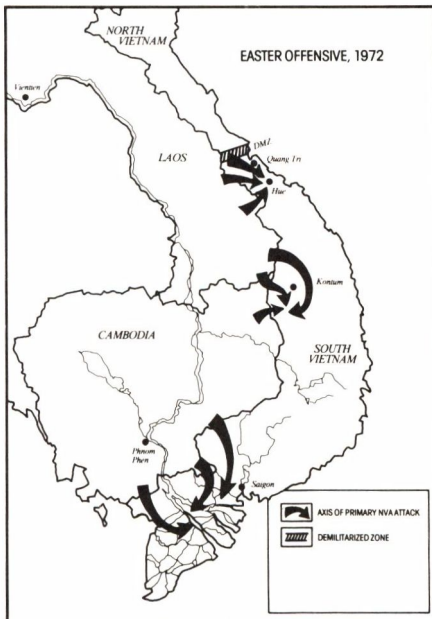 NORTH
VIETNAM
EASTER OFFENSIVE, 1972
Vientien
DMZ
Quang Tri
LAOS
Hue
Kontum
CAMBODIA
SOUTH
VIETNAM
Phnom
Phen
Saigon
AXIS OF PRIMARY NVA ATTACK
DEMILITARIZED ZONE